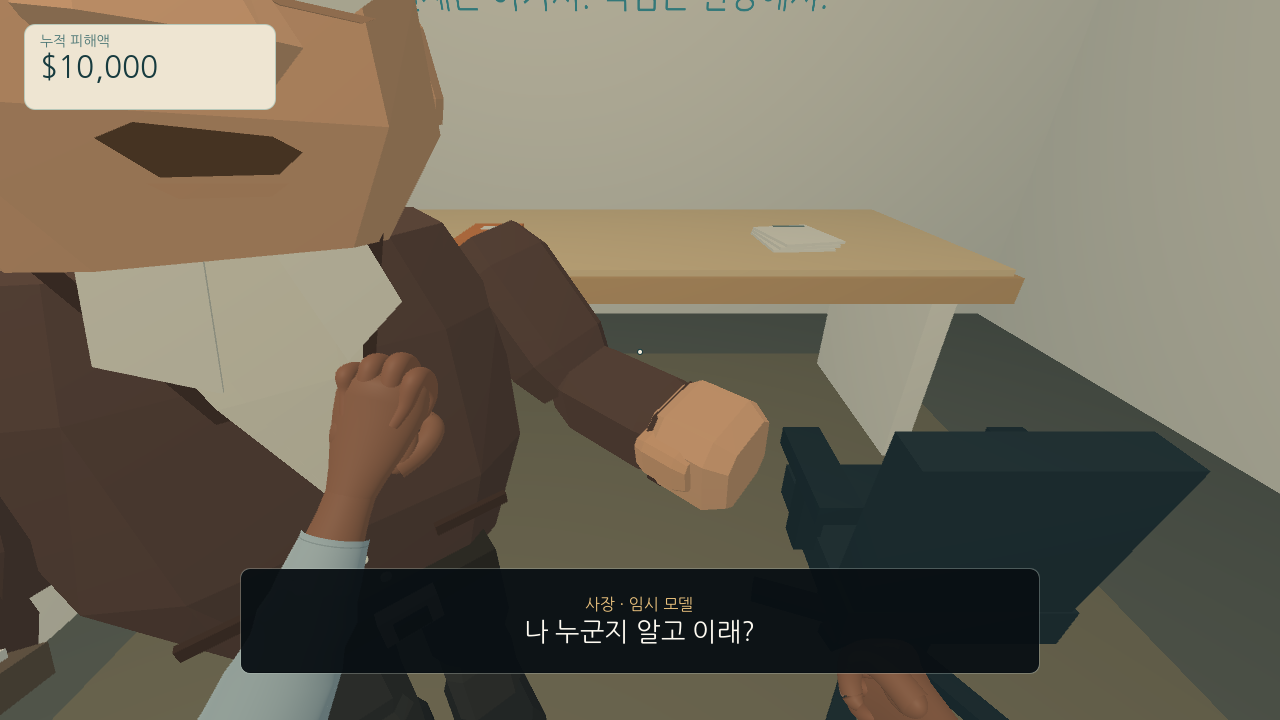 누적 피해액
$10,000
사장 · 임시 모델
나 누군지 알고 이래?